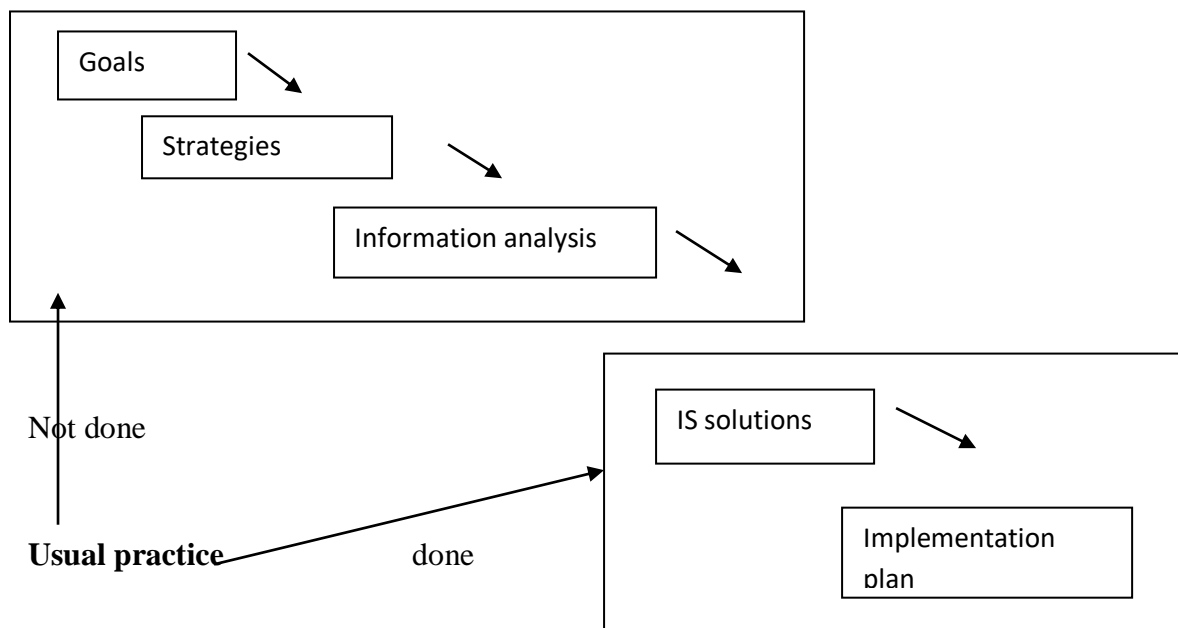 Goals
Strategies
Information analysis
Not done
IS solutions
Usual practice
done
Implementation
plan